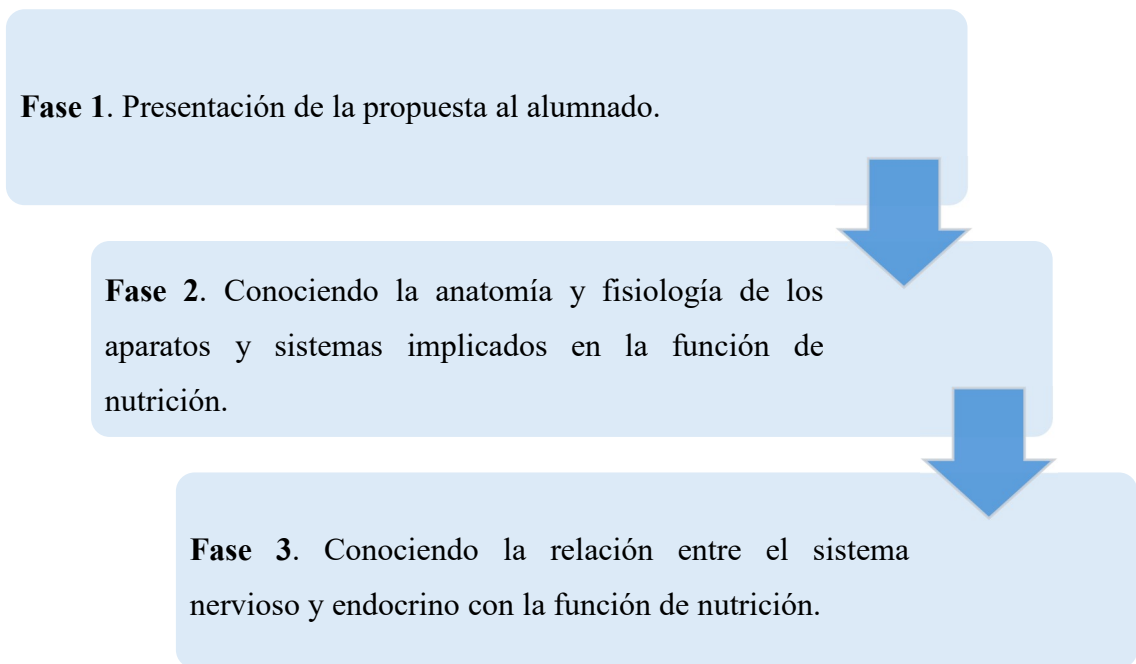 Fase 1. Presentación de la propuesta al alumnado.
Fase 2. Conociendo la anatomía y fisiología de los
aparatos y sistemas implicados en la función de
nutrición.
Fase 3. Conociendo la relación entre el sistema
nervioso y endocrino con la función de nutrición.